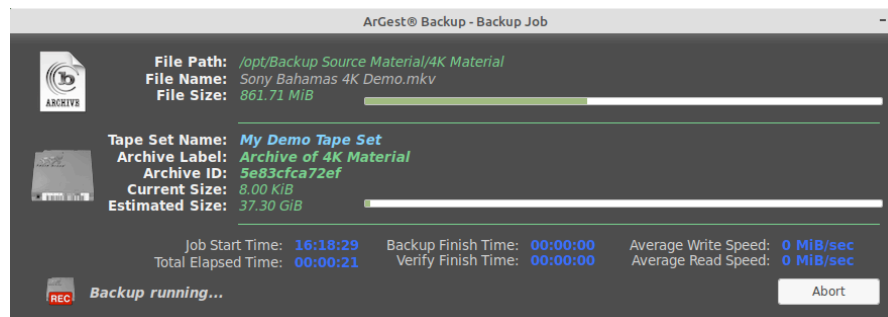 ArGest® Backup - Backup Job
File Path: /opt/Backup Source Material/4K Material
File Name: Sony Bahamas 4K Demo.mkv
File Size: 861.71 MiB
ARCHIVE
Tape Set Name: My Demo Tape Set
Archive Label: Archive of 4K Material
Archive ID: 5e83cfca72ef
Current Size: 8.00 KiB
Estimated Size: 37.30 GiB
Job Start Time: 16:18:29 Backup Finish Time: 00:00:00 Average Write Speed: 0 MiB/sec
Total Elapsed Time: 00:00:21 Verify Finish Time: 00:00:00 Average Read Speed: 0 MiB/sec
REC Backup running... Abort